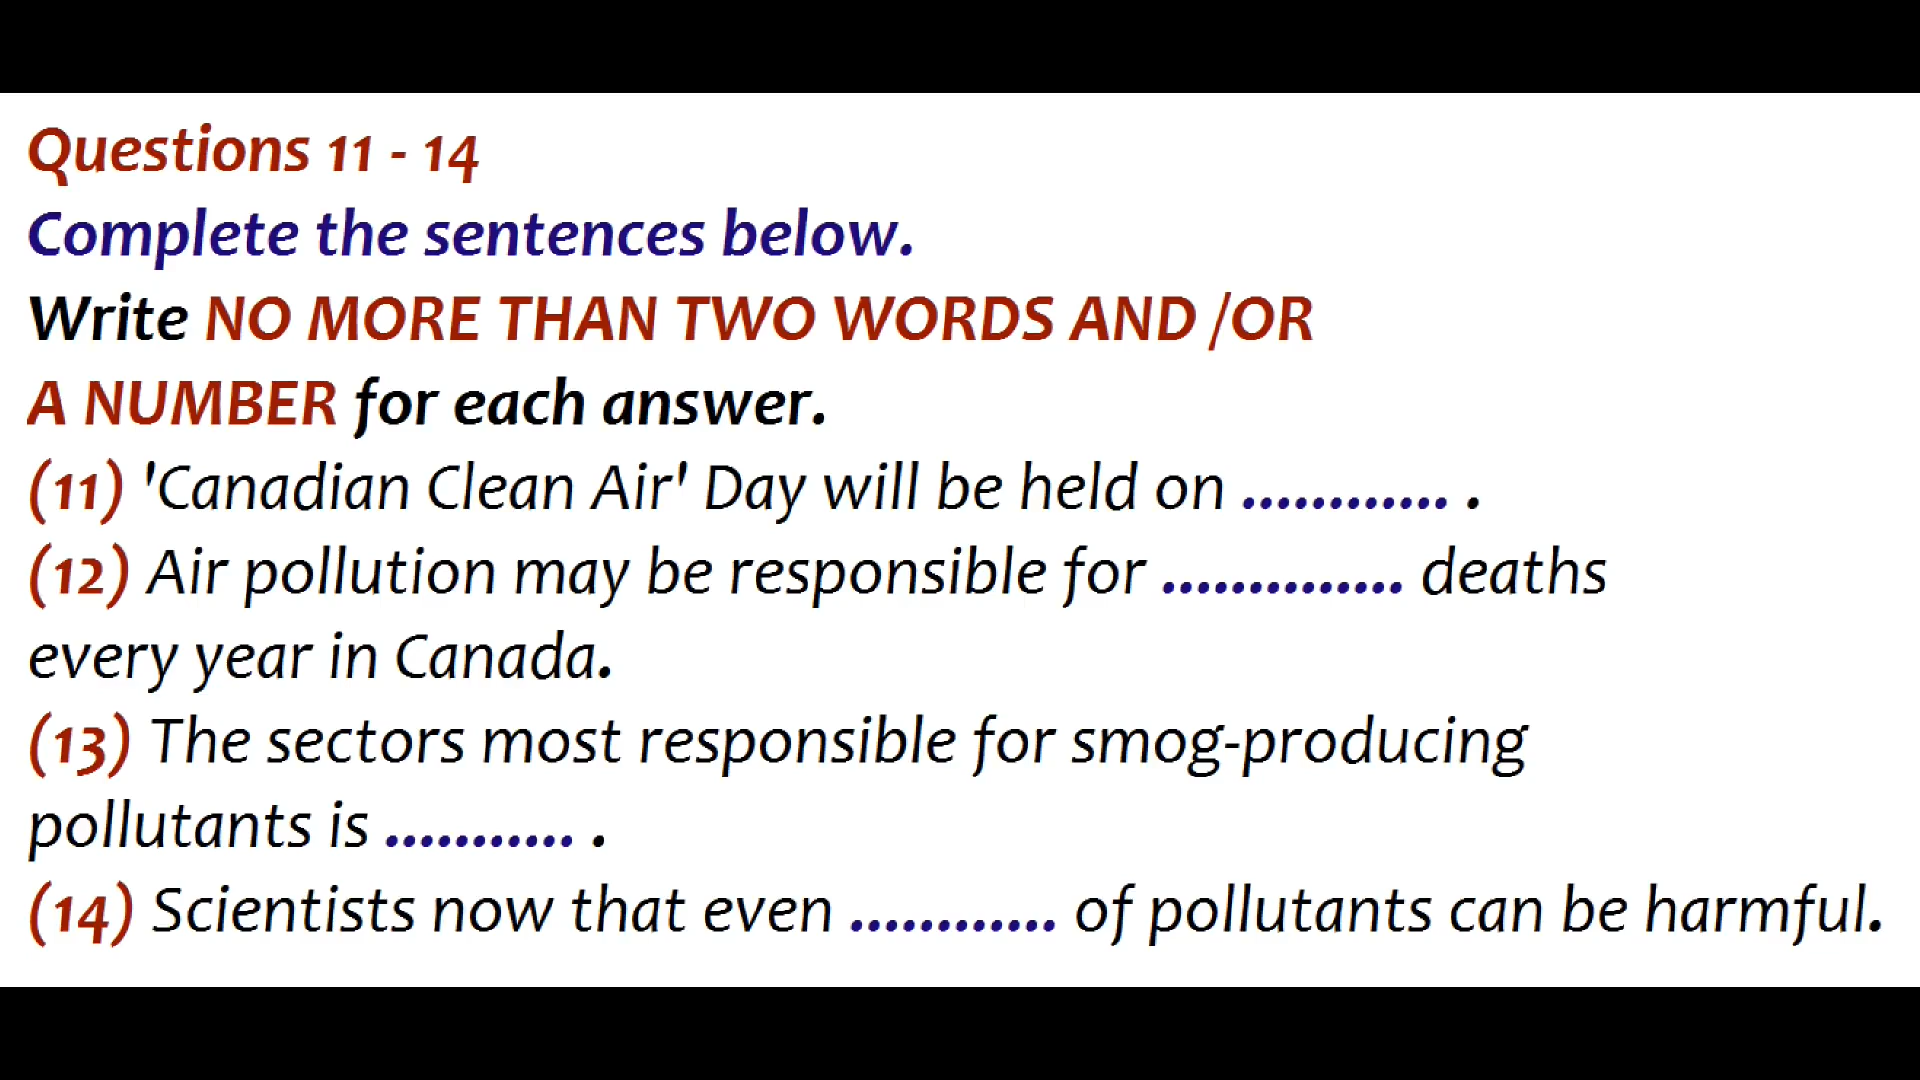 Questions 11 - 14
Complete the sentences below.
Write NO MORE THAN TWO WORDS AND /OR
A NUMBER for each answer.
(11) 'Canadian Clean Air' Day will be held on ............ .
(12) Air pollution may be responsible for .............. deaths
every year in Canada.
(13) The sectors most responsible for smog-producing
pollutants is ........... .
(14) Scientists now that even ............ of pollutants can be harmful.